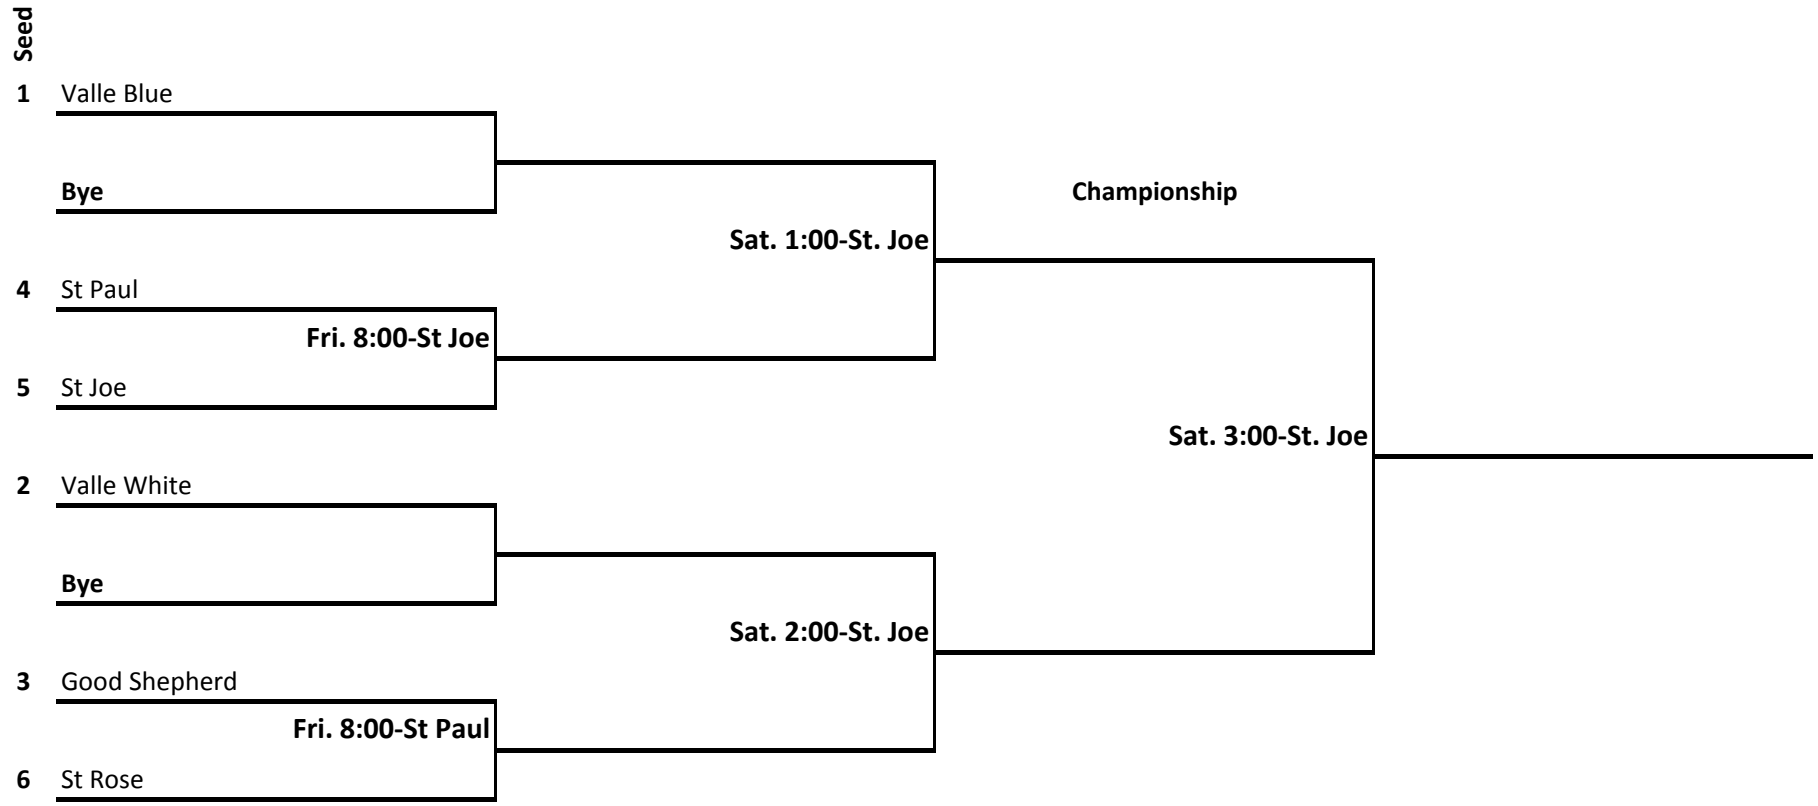 Seed
1 Valle Blue
Bye
Championship
Sat. 1:00-St. Joe
4 St Paul
Fri. 8:00-St Joe
5 St Joe
Sat. 3:00-St. Joe
2 Valle White
Bye
Sat. 2:00-St. Joe
3 Good Shepherd
Fri. 8:00-St Paul
6 St Rose